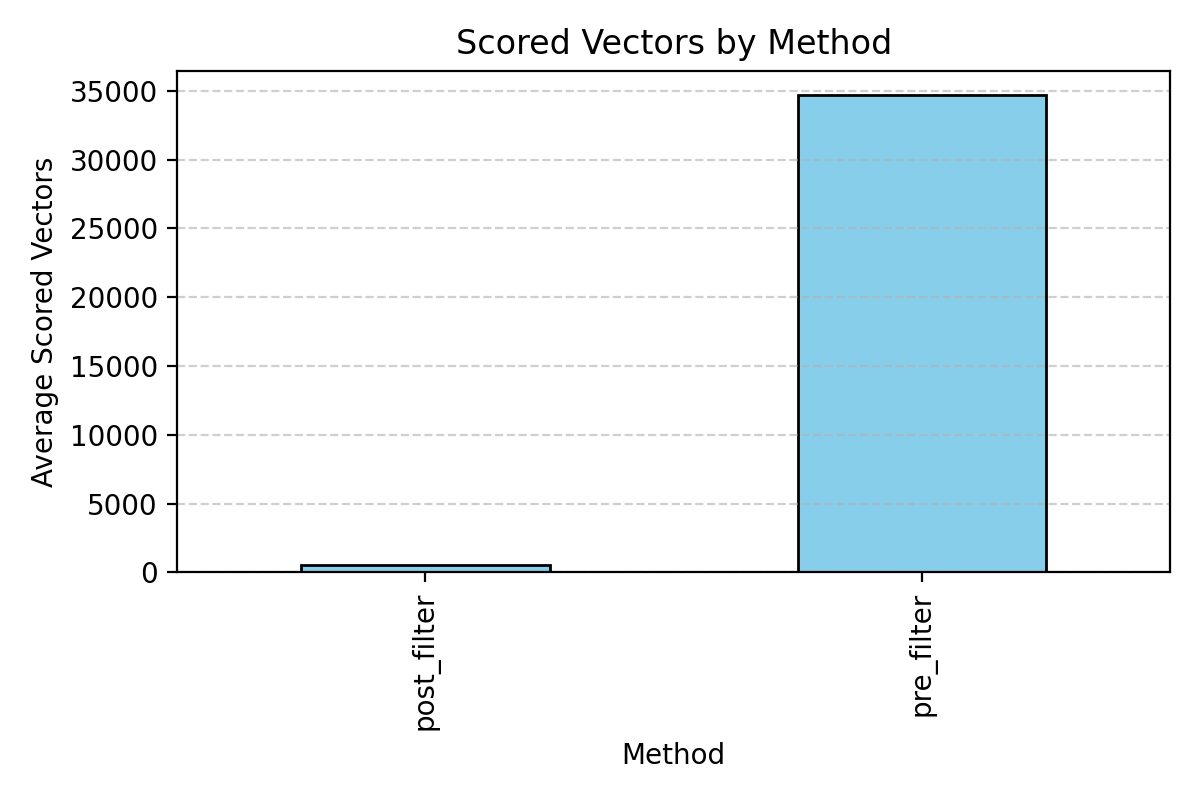 Scored Vectors by Method
Average Scored Vectors
35000
30000
25000
20000
15000
10000
5000
0
post_filter
pre_filter
Method